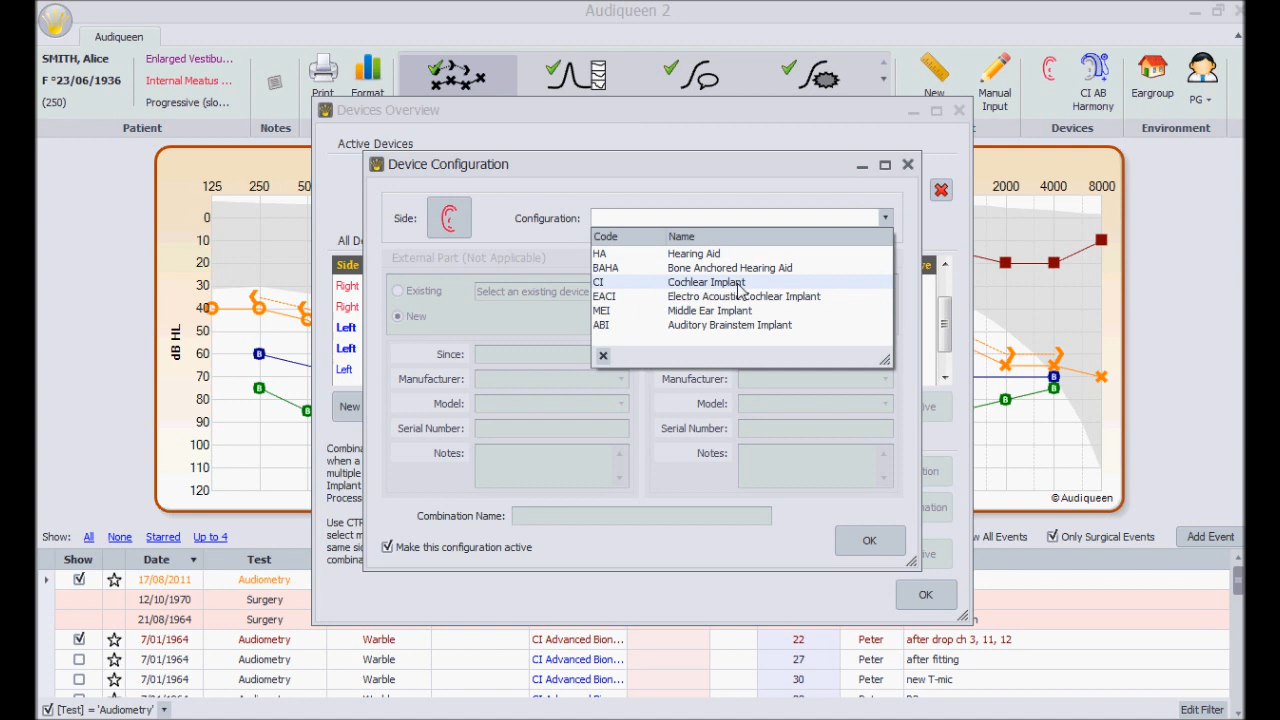 Audiqueen 2
Audiqueen
SMITH, Alice
F °23/06/1936
(250)
Enlarged Vestibu...
Internal Meatus ...
Progressive (slo...
Print
Format
New
Manual
Input
CI AB
Harmony
Eargroup
PG
Patient
Notes
Devices
Environment
Devices Overview
Active Devices
Device Configuration
Side:
Configuration:
Code Name
HA Hearing Aid
BAHA Bone Anchored Hearing Aid
CI Cochlear Implant
EACI Electro Acoustic Cochlear Implant
MEI Middle Ear Implant
ABI Auditory Brainstem Implant
External Part (Not Applicable)
Existing
Select an existing device
New
Since:
Manufacturer:
Manufacturer:
Model:
Model:
Serial Number:
Serial Number:
Notes:
Notes:
Combination Name:
Make this configuration active
OK
All De
Side
Right
Right
Left
Left
Left
New
Combina
when a
multiple
Implant
Process
Use CTR
select m
same sid
combina
OK
125 250
0
10
20
30
40
50
60
70
80
90
100
110
120
dB HL
2000 4000 8000
© Audiqueen
Show: All None Starred Up to 4
All Events
Only Surgical Events
Add Event
Show Date Test
17/08/2011 Audiometry
12/10/1970 Surgery
21/08/1964 Surgery
7/01/1964 Audiometry Warble CI Advanced Bion... 22 Peter after drop ch 3, 11, 12
7/01/1964 Audiometry Warble CI Advanced Bion... 27 Peter after fitting
7/01/1964 Audiometry Warble CI Advanced Bion... 30 Peter new T-mic
[Test] = 'Audiometry'
Edit Filter